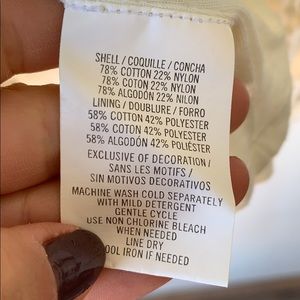 SHELL / COQUILLE / CONCHA
78% COTTON 22% NYLON
78% COTON 22% NYLON
78% ALGODÓN 22% NILON
LINING / DOUBLURE / FORRO
58% COTTON 42% POLYESTER
58% COTON 42% POLYESTER
58% ALGODÓN 42% POLIÉSTER
EXCLUSIVE OF DECORATION /
SANS LES MOTIFS /
SIN MOTIVOS DECORATIVOS
MACHINE WASH COLD SEPARATELY
WITH MILD DETERGENT
GENTLE CYCLE
USE NON CHLORINE BLEACH
WHEN NEEDED
LINE DRY
OOL IRON IF NEEDED